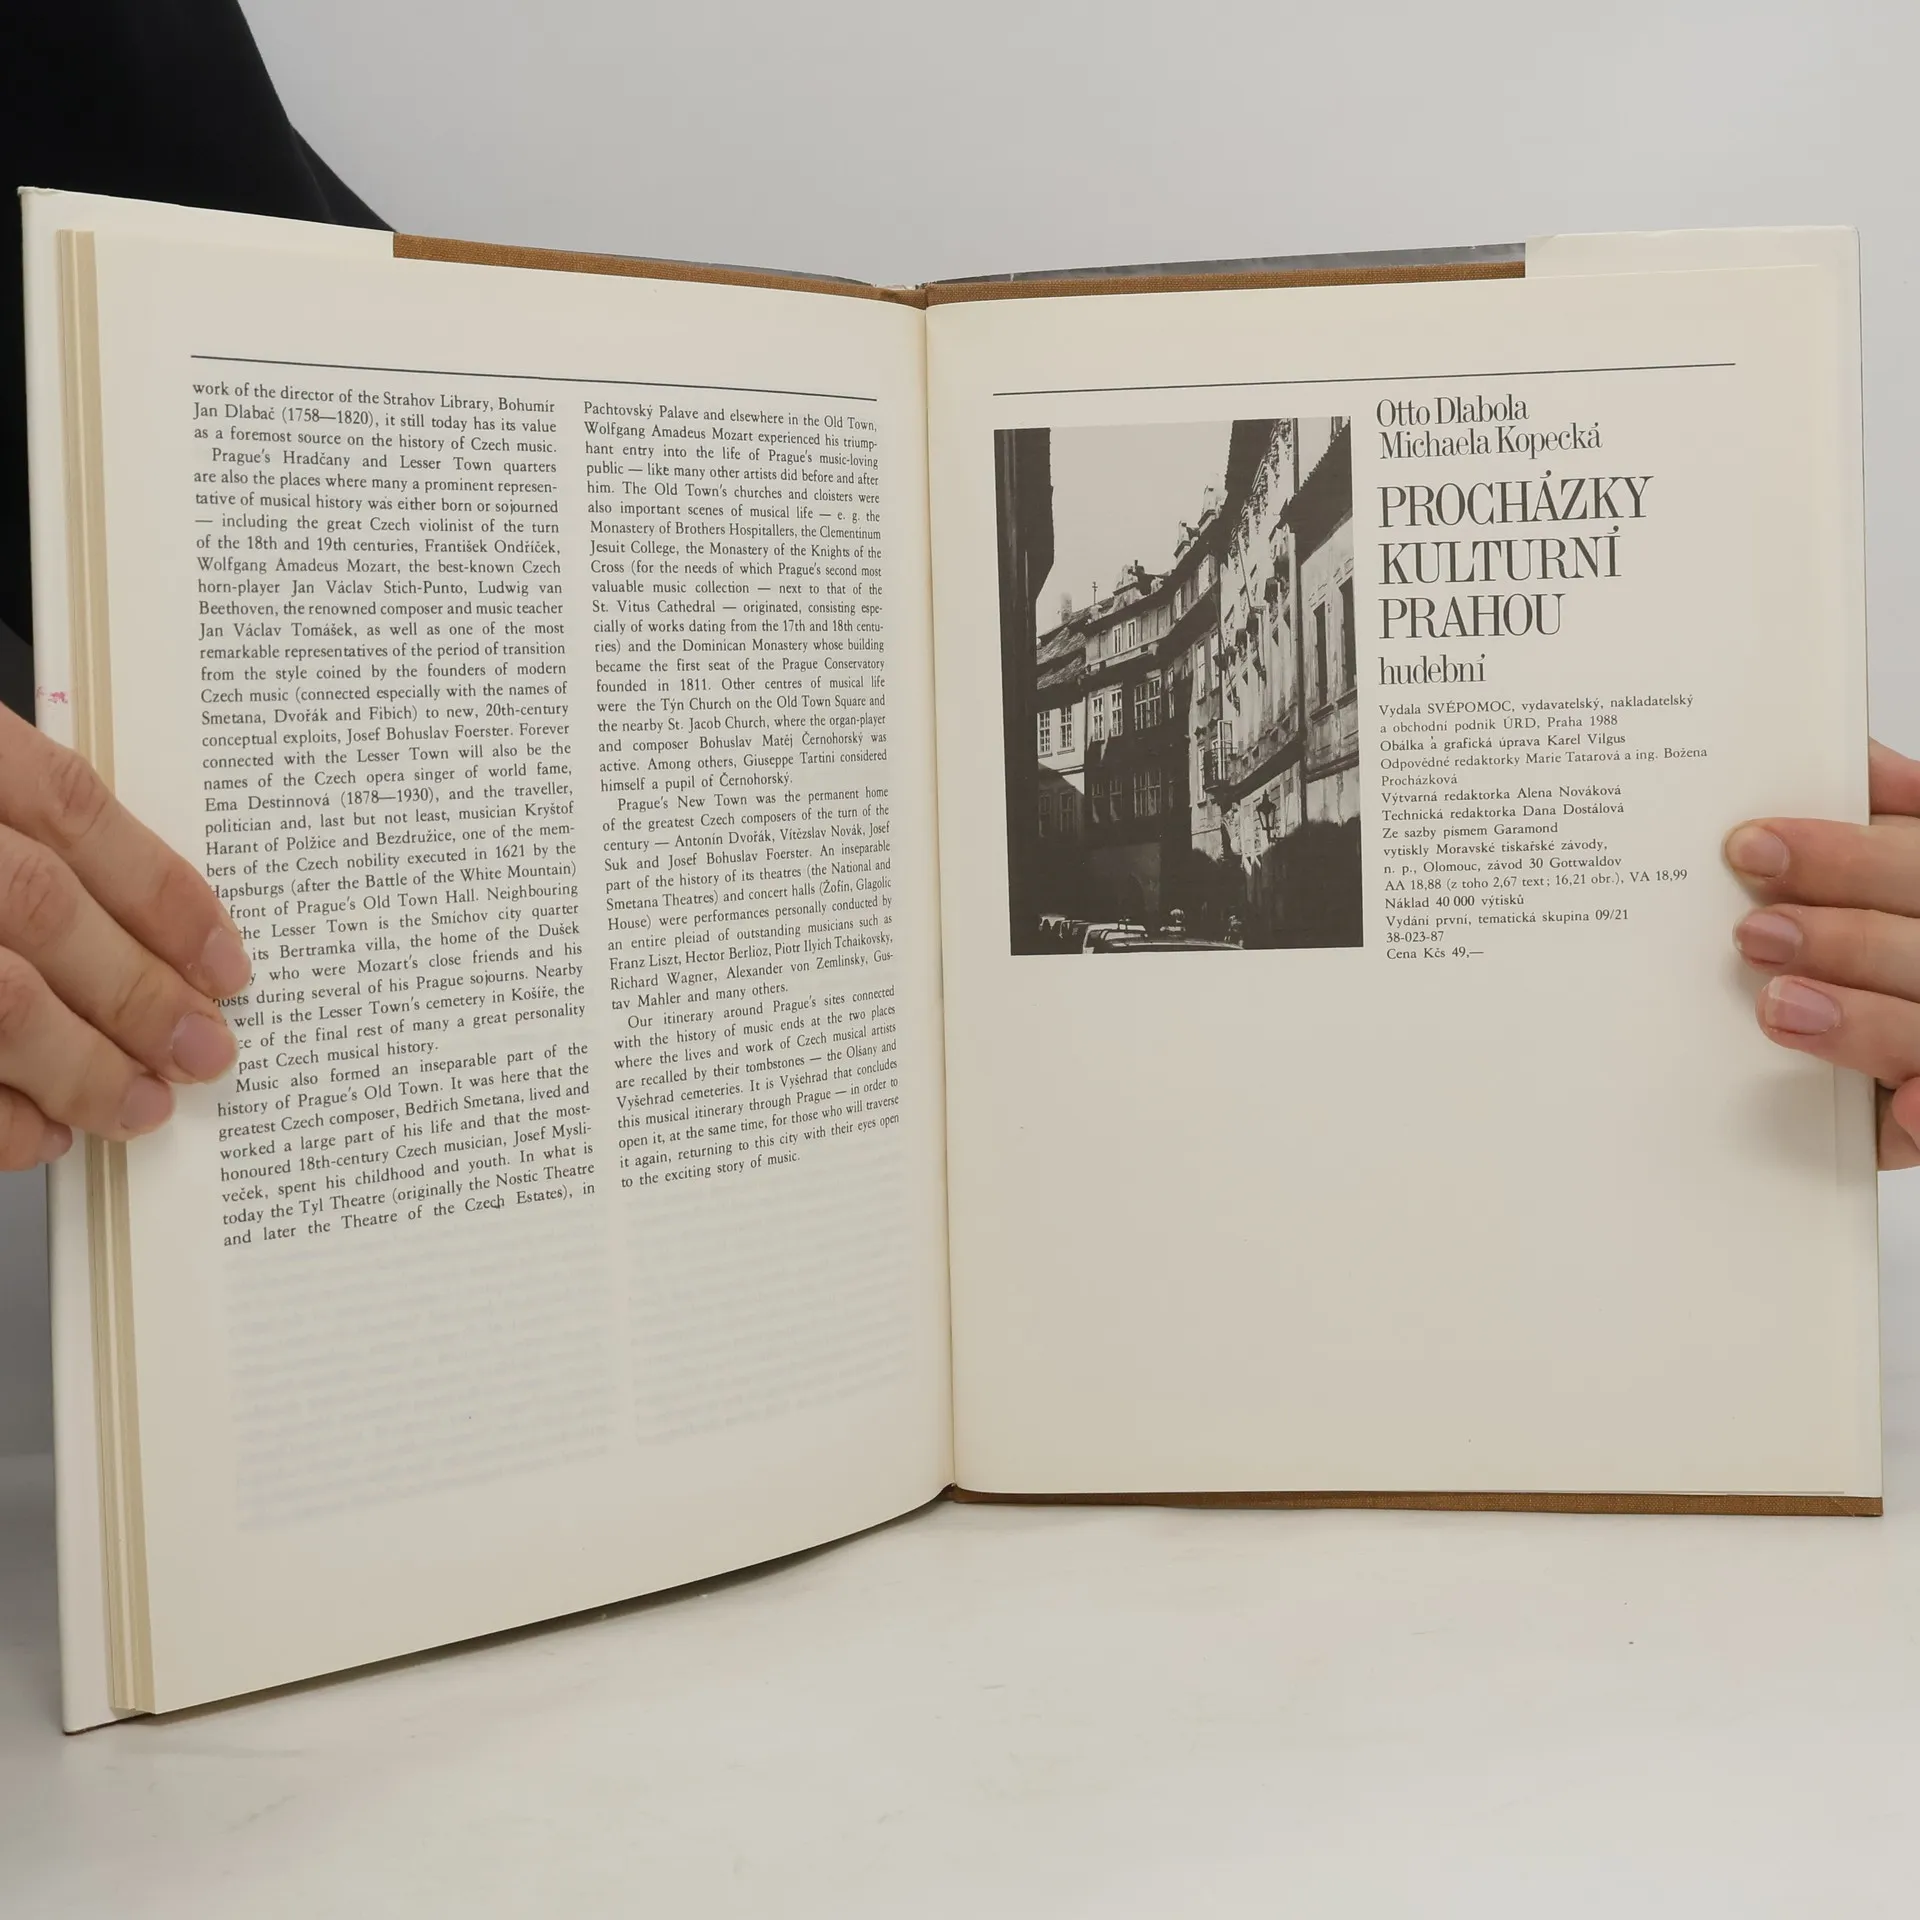 work of the director of the Strahov Library, Bohumír
Jan Dlabač (1758—1820), it still today has its value
as a foremost source on the history of Czech music.
Prague's Hradčany and Lesser Town quarters
are also the places where many a prominent represen-
tative of musical history was either born or sojourned
— including the great Czech violinist of the turn
of the 18th and 19th centuries, František Ondříček,
Wolfgang Amadeus Mozart, the best-known Czech
horn-player Jan Václav Stich-Punto, Ludwig van
Beethoven, the renowned composer and music teacher
Jan Václav Tomášek, as well as one of the most
remarkable representatives of the period of transition
from the style coined by the founders of modern
Czech music (connected especially with the names of
Smetana, Dvořák and Fibich) to new, 20th-century
conceptual exploits, Josef Bohuslav Foerster. Forever
connected with the Lesser Town will also be the
names of the Czech opera singer of world fame,
Ema Destinnová (1878—1930), and the traveller,
politician and, last but not least, musician Kryštof
Harant of Polžice and Bezdružice, one of the mem-
bers of the Czech nobility executed in 1621 by the
Hapsburgs (after the Battle of the White Mountain)
front of Prague's Old Town Hall. Neighbouring
the Lesser Town is the Smíchov city quarter
its Bertramka villa, the home of the Dušek
who were Mozart's close friends and his
during several of his Prague sojourns. Nearby
well is the Lesser Town's cemetery in Košíře, the
of the final rest of many a great personality
past Czech musical history.
Music also formed an inseparable part of the
history of Prague's Old Town. It was here that the
greatest Czech composer, Bedřich Smetana, lived and
worked a large part of his life and that the most-
honoured 18th-century Czech musician, Josef Mysli-
veček, spent his childhood and youth. In what is
today the Tyl Theatre (originally the Nostic Theatre
and later the Theatre of the Czech Estates), in
Pachtovský Palave and elsewhere in the Old Town,
Wolfgang Amadeus Mozart experienced his triump-
hant entry into the life of Prague's music-loving
public — like many other artists did before and after
him. The Old Town's churches and cloisters were
also important scenes of musical life — e. g. the
Monastery of Brothers Hospitallers, the Clementinum
Jesuit College, the Monastery of the Knights of the
Cross (for the needs of which Prague's second most
valuable music collection — next to that of the
St. Vitus Cathedral — originated, consisting espe-
cially of works dating from the 17th and 18th centu-
ries) and the Dominican Monastery whose building
became the first seat of the Prague Conservatory
founded in 1811. Other centres of musical life
were the Týn Church on the Old Town Square and
the nearby St. Jacob Church, where the organ-player
and composer Bohuslav Matěj Černohorský was
active. Among others, Giuseppe Tartini considered
himself a pupil of Černohorský.
Prague's New Town was the permanent home
of the greatest Czech composers of the turn of the
century — Antonín Dvořák, Vítězslav Novák, Josef
Suk and Josef Bohuslav Foerster. An inseparable
part of the history of its theatres (the National and
Smetana Theatres) and concert halls (Žofín, Glagolic
House) were performances personally conducted by
an entire pleiad of outstanding musicians such as
Franz Liszt, Hector Berlioz, Piotr Ilyich Tchaikovsky,
Richard Wagner, Alexander von Zemlinsky, Gus-
tav Mahler and many others.
Our itinerary around Prague's sites connected
with the history of music ends at the two places
where the lives and work of Czech musical artists
are recalled by their tombstones — the Olšany and
Vyšehrad cemeteries. It is Vyšehrad that concludes
this musical itinerary through Prague — in order to
open it, at the same time, for those who will traverse
it again, returning to this city with their eyes open
to the exciting story of music.
Otto Dlabola
Michaela Kopecká
PROCHÁZKY
KULTURNÍ
PRAHOU
hudební
Vydala SVÉPOMOC, vydavatelský, nakladatelský
a obchodní podnik ÚRD, Praha 1988
Obálka a grafická úprava Karel Vilgus
Odpovědné redaktorky Marie Tatarová a ing. Božena
Procházková
Výtvarná redaktorka Alena Nováková
Technická redaktorka Dana Dostálová
Ze sazby písmem Garamond
vytiskly Moravské tiskařské závody,
n. p., Olomouc, závod 30 Gottwaldov
AA 18,88 (z toho 2,67 text; 16,21 obr.), VA 18,99
Náklad 40 000 výtisků
Vydání první, tematická skupina 09/21
38-023-87
Cena Kčs 49,—